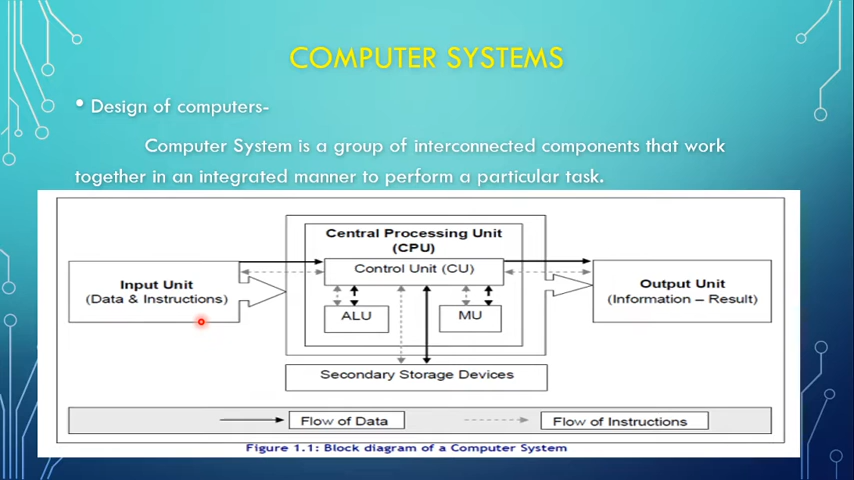 COMPUTER SYSTEMS
• Design of computers-
Computer System is a group of interconnected components that work
together in an integrated manner to perform a particular task.
Central Processing Unit
(CPU)
Control Unit (CU)
Input Unit
(Data & Instructions)
Output Unit
(Information – Result)
ALU
MU
Secondary Storage Devices
Flow of Data
Flow of Instructions
Figure 1.1: Block diagram of a Computer System